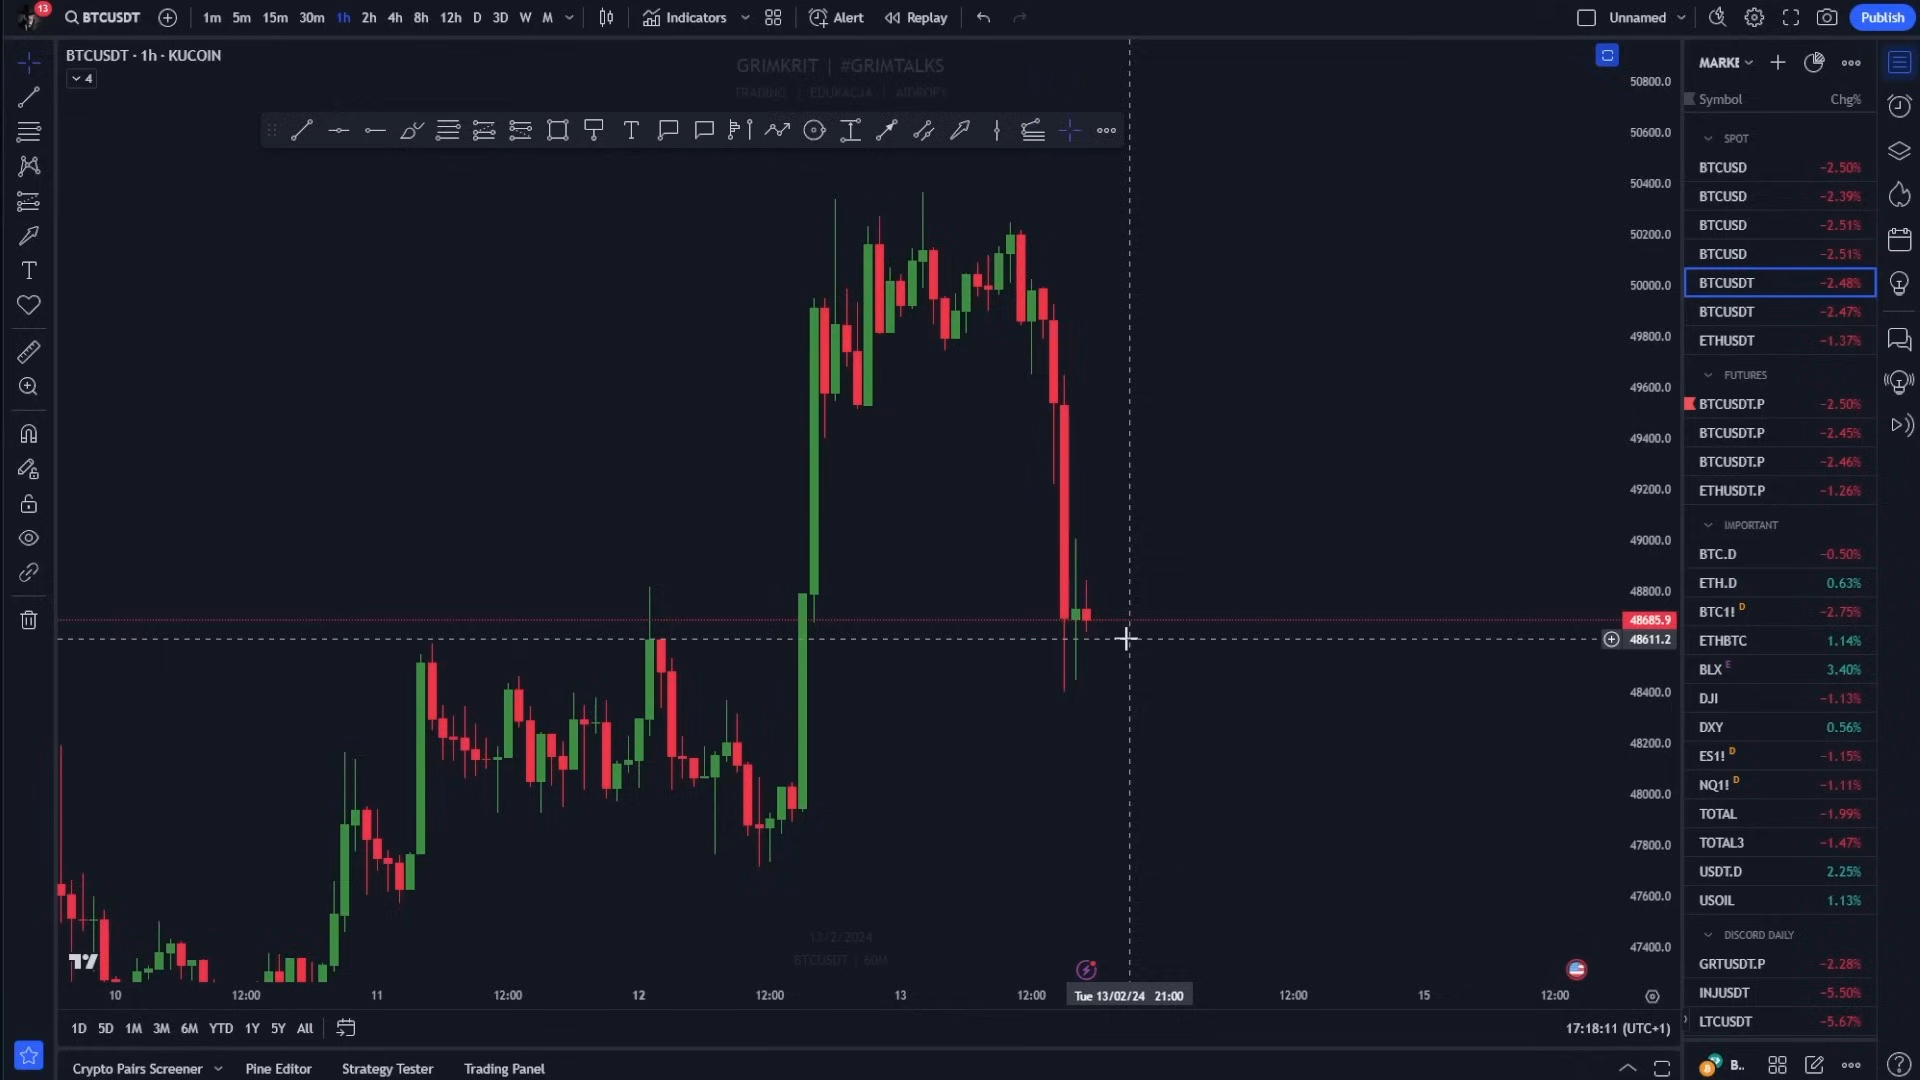 13
BTCUSDT
1m 5m 15m 30m 1h 2h 4h 8h 12h D 3D W M
Indicators
Alert
Replay
Unnamed
Publish
BTCUSDT · 1h · KUCOIN
4
GRIMKRIT | #GRIMTALKS
TRADING | EDUKACJA | AIDROPY
50800.0
50600.0
50400.0
50200.0
50000.0
49800.0
49600.0
49400.0
49200.0
49000.0
48800.0
48685.9
48611.2
48400.0
48200.0
48000.0
47800.0
47600.0
47400.0
13/2/2024
BTCUSDT | 60M
10 12:00 11 12:00 12 12:00 13 12:00 Tue 13/02/24 21:00 12:00 15 12:00
1D 5D 1M 3M 6M YTD 1Y 5Y All
17:18:11 (UTC+1)
Crypto Pairs Screener
Pine Editor
Strategy Tester
Trading Panel
MARKE
Symbol Chg%
SPOT
BTCUSD −2.50%
BTCUSD −2.39%
BTCUSD −2.51%
BTCUSD −2.51%
BTCUSDT −2.48%
BTCUSDT −2.47%
ETHUSDT −1.37%
FUTURES
BTCUSDT.P −2.50%
BTCUSDT.P −2.45%
BTCUSDT.P −2.46%
ETHUSDT.P −1.26%
IMPORTANT
BTC.D −0.50%
ETH.D 0.63%
BTC1! D −2.75%
ETHBTC 1.14%
BLX E 3.40%
DJI −1.13%
DXY 0.56%
ES1! D −1.15%
NQ1! D −1.11%
TOTAL −1.99%
TOTAL3 −1.47%
USDT.D 2.25%
USOIL 1.13%
DISCORD DAILY
GRTUSDT.P −2.28%
INJUSDT −5.50%
LTCUSDT −5.67%
B..